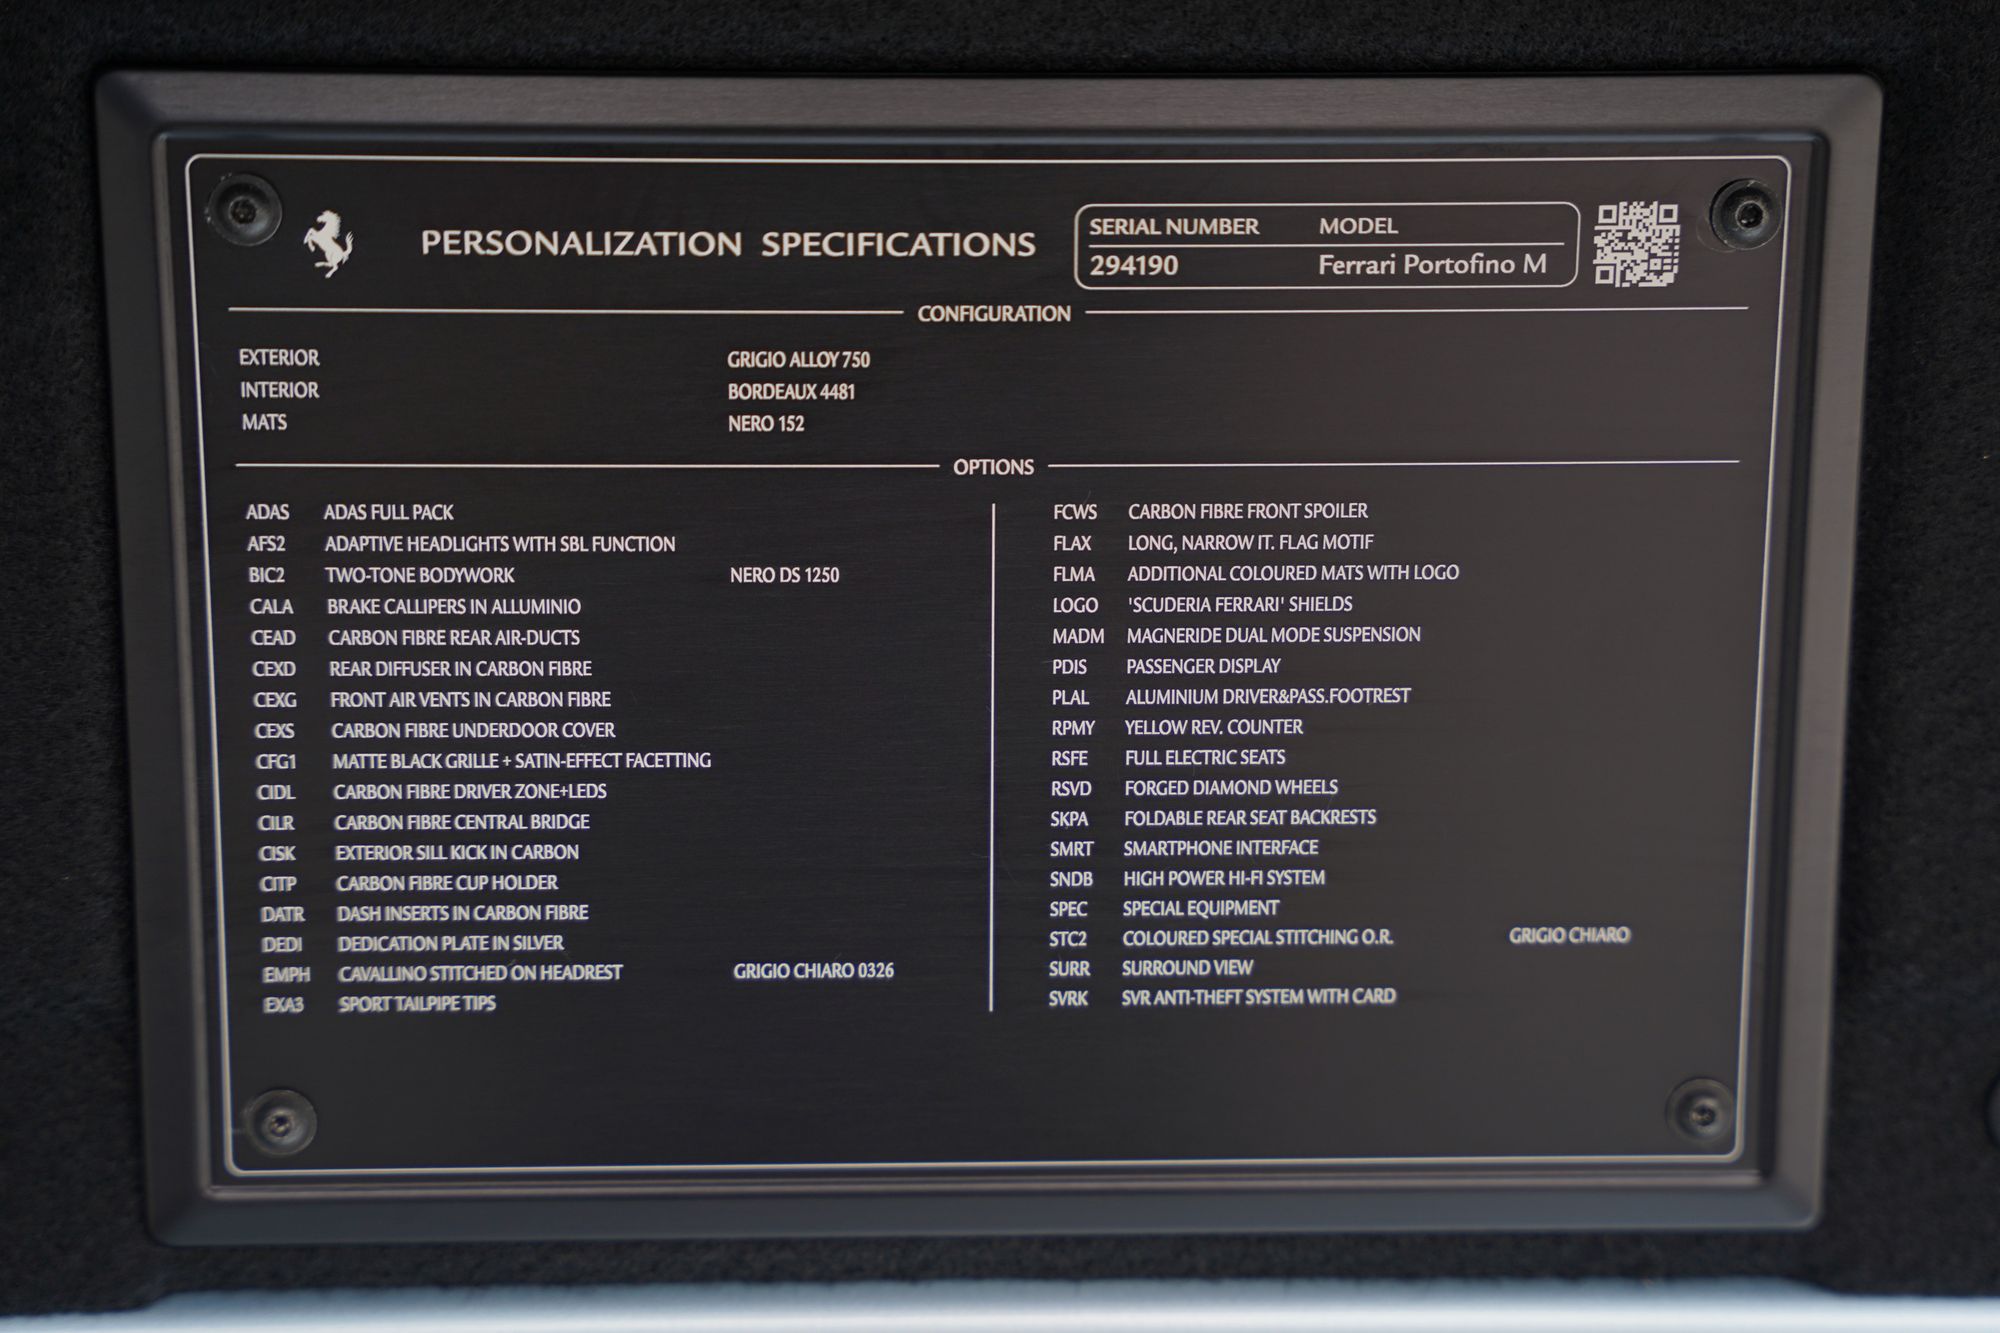 PERSONALIZATION SPECIFICATIONS
SERIAL NUMBER MODEL
294190 Ferrari Portofino M
CONFIGURATION
EXTERIOR GRIGIO ALLOY 750
INTERIOR BORDEAUX 4481
MATS NERO 152
OPTIONS
ADAS ADAS FULL PACK
AFS2 ADAPTIVE HEADLIGHTS WITH SBL FUNCTION
BIC2 TWO-TONE BODYWORK NERO DS 1250
CALA BRAKE CALLIPERS IN ALLUMINIO
CEAD CARBON FIBRE REAR AIR-DUCTS
CEXD REAR DIFFUSER IN CARBON FIBRE
CEXG FRONT AIR VENTS IN CARBON FIBRE
CEXS CARBON FIBRE UNDERDOOR COVER
CFG1 MATTE BLACK GRILLE + SATIN-EFFECT FACETTING
CIDL CARBON FIBRE DRIVER ZONE+LEDS
CILR CARBON FIBRE CENTRAL BRIDGE
CISK EXTERIOR SILL KICK IN CARBON
CITP CARBON FIBRE CUP HOLDER
DATR DASH INSERTS IN CARBON FIBRE
DEDI DEDICATION PLATE IN SILVER
EMPH CAVALLINO STITCHED ON HEADREST GRIGIO CHIARO 0326
EXA3 SPORT TAILPIPE TIPS
FCWS CARBON FIBRE FRONT SPOILER
FLAX LONG, NARROW IT. FLAG MOTIF
FLMA ADDITIONAL COLOURED MATS WITH LOGO
LOGO 'SCUDERIA FERRARI' SHIELDS
MADM MAGNERIDE DUAL MODE SUSPENSION
PDIS PASSENGER DISPLAY
PLAL ALUMINIUM DRIVER&PASS.FOOTREST
RPMY YELLOW REV. COUNTER
RSFE FULL ELECTRIC SEATS
RSVD FORGED DIAMOND WHEELS
SKPA FOLDABLE REAR SEAT BACKRESTS
SMRT SMARTPHONE INTERFACE
SNDB HIGH POWER HI-FI SYSTEM
SPEC SPECIAL EQUIPMENT
STC2 COLOURED SPECIAL STITCHING O.R. GRIGIO CHIARO
SURR SURROUND VIEW
SVRK SVR ANTI-THEFT SYSTEM WITH CARD